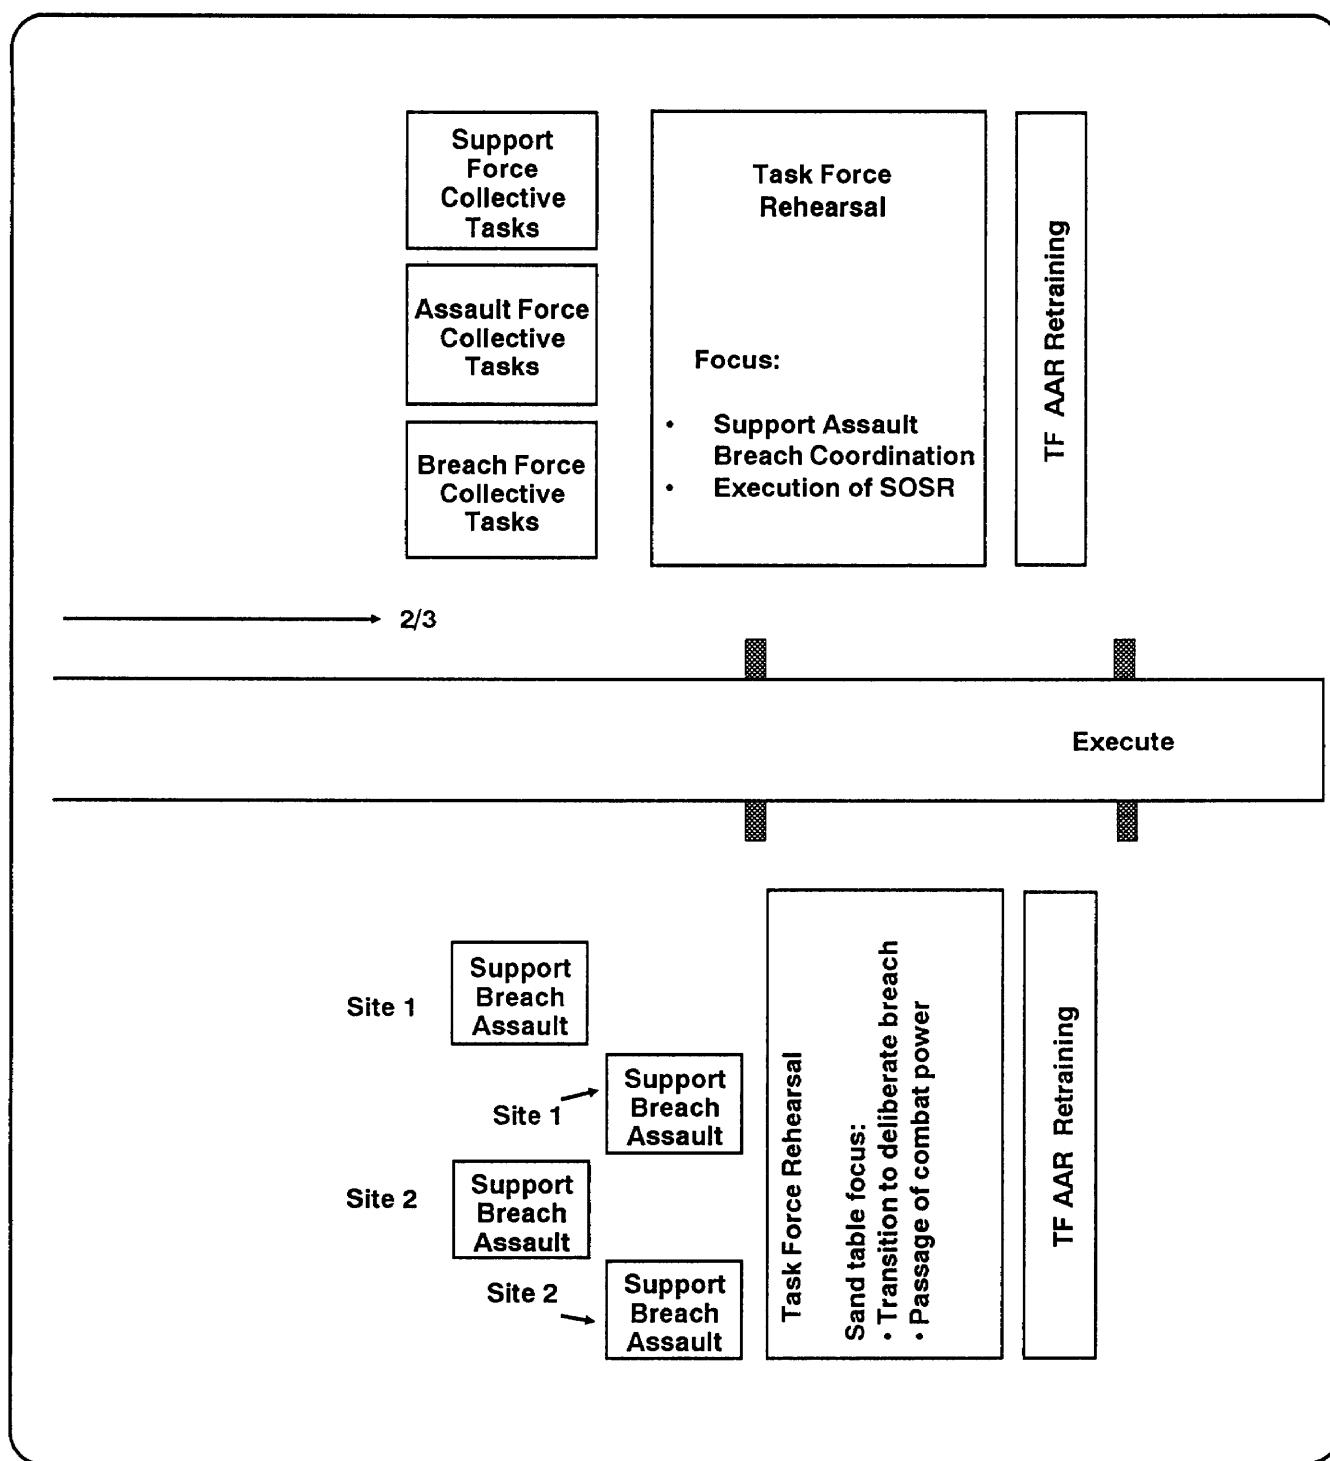 Support
Force
Collective
Tasks
Assault Force
Collective
Tasks
Breach Force
Collective
Tasks
Task Force
Rehearsal
Focus:
• Support Assault
Breach Coordination
• Execution of SOSR
TF AAR Retraining
2/3
Execute
Site 1
Support
Breach
Assault
Site 1
Support
Breach
Assault
Site 2
Support
Breach
Assault
Site 2
Support
Breach
Assault
Task Force Rehearsal
Sand table focus:
• Transition to deliberate breach
• Passage of combat power
TF AAR Retraining